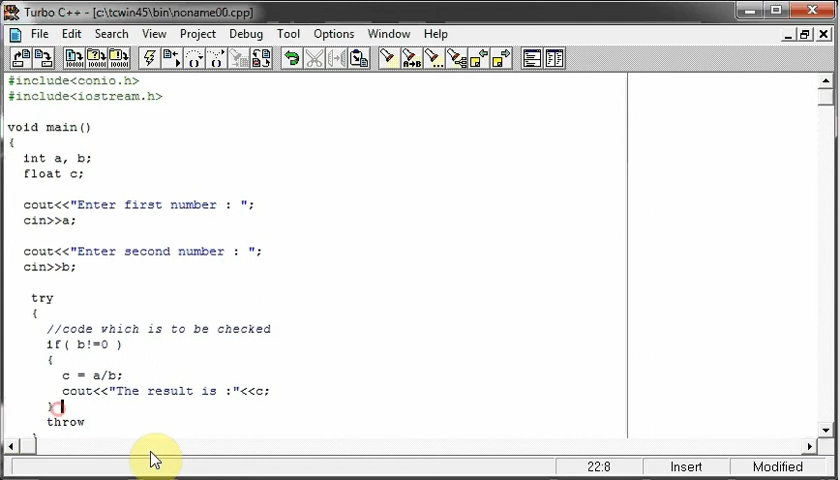 Turbo C++ - [c:\tcwin45\bin\noname00.cpp]
File Edit Search View Project Debug Tool Options Window Help
#include<conio.h>
#include<iostream.h>
void main()
{
int a, b;
float c;
cout<<"Enter first number : ";
cin>>a;
cout<<"Enter second number : ";
cin>>b;
try
{
//code which is to be checked
if( b!=0 )
{
c = a/b;
cout<<"The result is :"<<c;
}
throw
22:8 Insert Modified